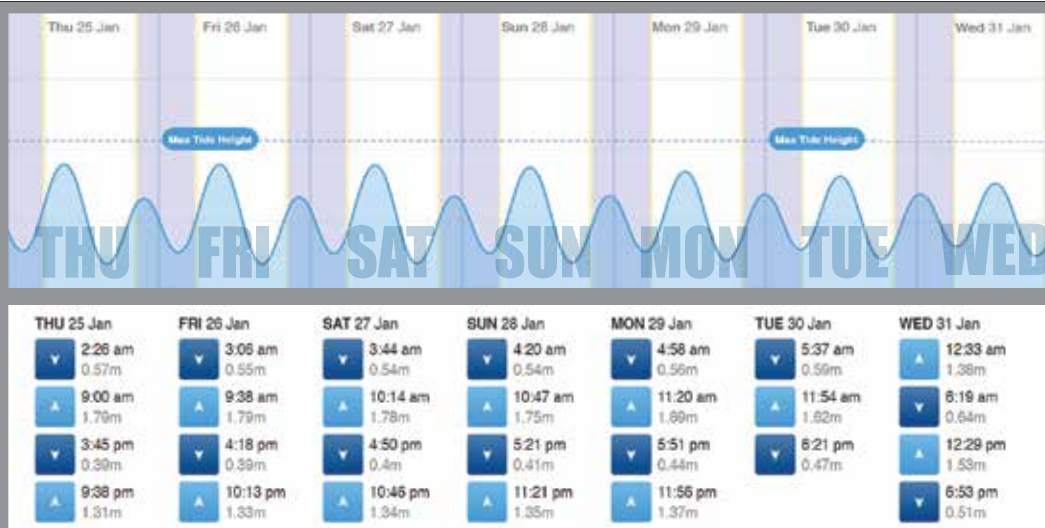 Thu 25 Jan
Fri 26 Jan
Sat 27 Jan
Sun 28 Jan
Mon 29 Jan
Tue 30 Jan
Wed 31 Jan
Max Tide Height
Max Tide Height
THU
FRI
SAT
SUN
MON
TUE
WED
THU 25 Jan
2:26 am
0.57m
9:00 am
1.79m
3:45 pm
0.39m
9:38 pm
1.31m
FRI 26 Jan
3:06 am
0.55m
9:38 am
1.79m
4:18 pm
0.39m
10:13 pm
1.33m
SAT 27 Jan
3:44 am
0.54m
10:14 am
1.78m
4:50 pm
0.4m
10:46 pm
1.34m
SUN 28 Jan
4:20 am
0.54m
10:47 am
1.75m
5:21 pm
0.41m
11:21 pm
1.35m
MON 29 Jan
4:58 am
0.56m
11:20 am
1.69m
5:51 pm
0.44m
11:56 pm
1.37m
TUE 30 Jan
5:37 am
0.59m
11:54 am
1.62m
6:21 pm
0.47m
WED 31 Jan
12:33 am
1.38m
6:19 am
0.64m
12:29 pm
1.53m
6:53 pm
0.51m